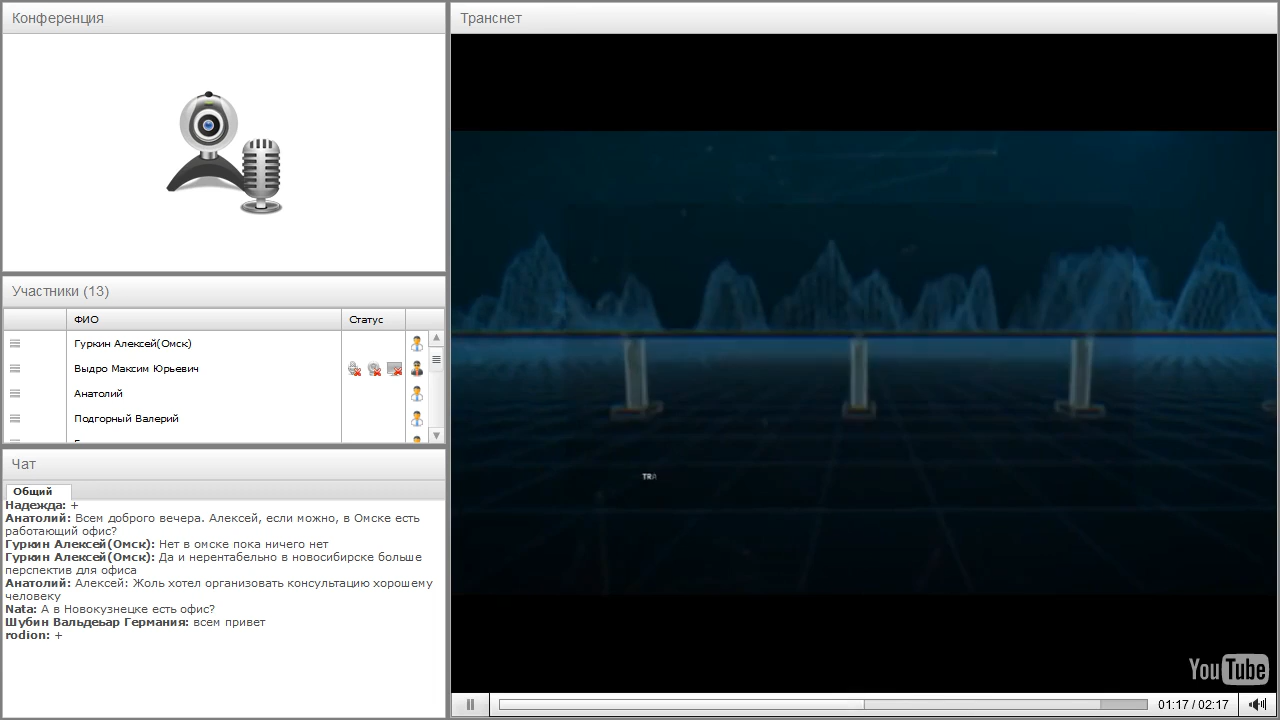 Конференция
Транснет
Участники (13)
ФИО
Статус
Гуркин Алексей(Омск)
Выдро Максим Юрьевич
Анатолий
Подгорный Валерий
Чат
Общий
Надежда: +
Анатолий: Всем доброго вечера. Алексей, если можно, в Омске есть
работающий офис?
Гуркин Алексей(Омск): Нет в омске пока ничего нет
Гуркин Алексей(Омск): Да и нерентабельно в новосибирске больше
перспектив для офиса
Анатолий: Алексей: Жоль хотел организовать консультацию хорошему
человеку
Nata: А в Новокузнецке есть офис?
Шубин Вальдеьар Германия: всем привет
rodion: +
TRA
YouTube
01:17 / 02:17